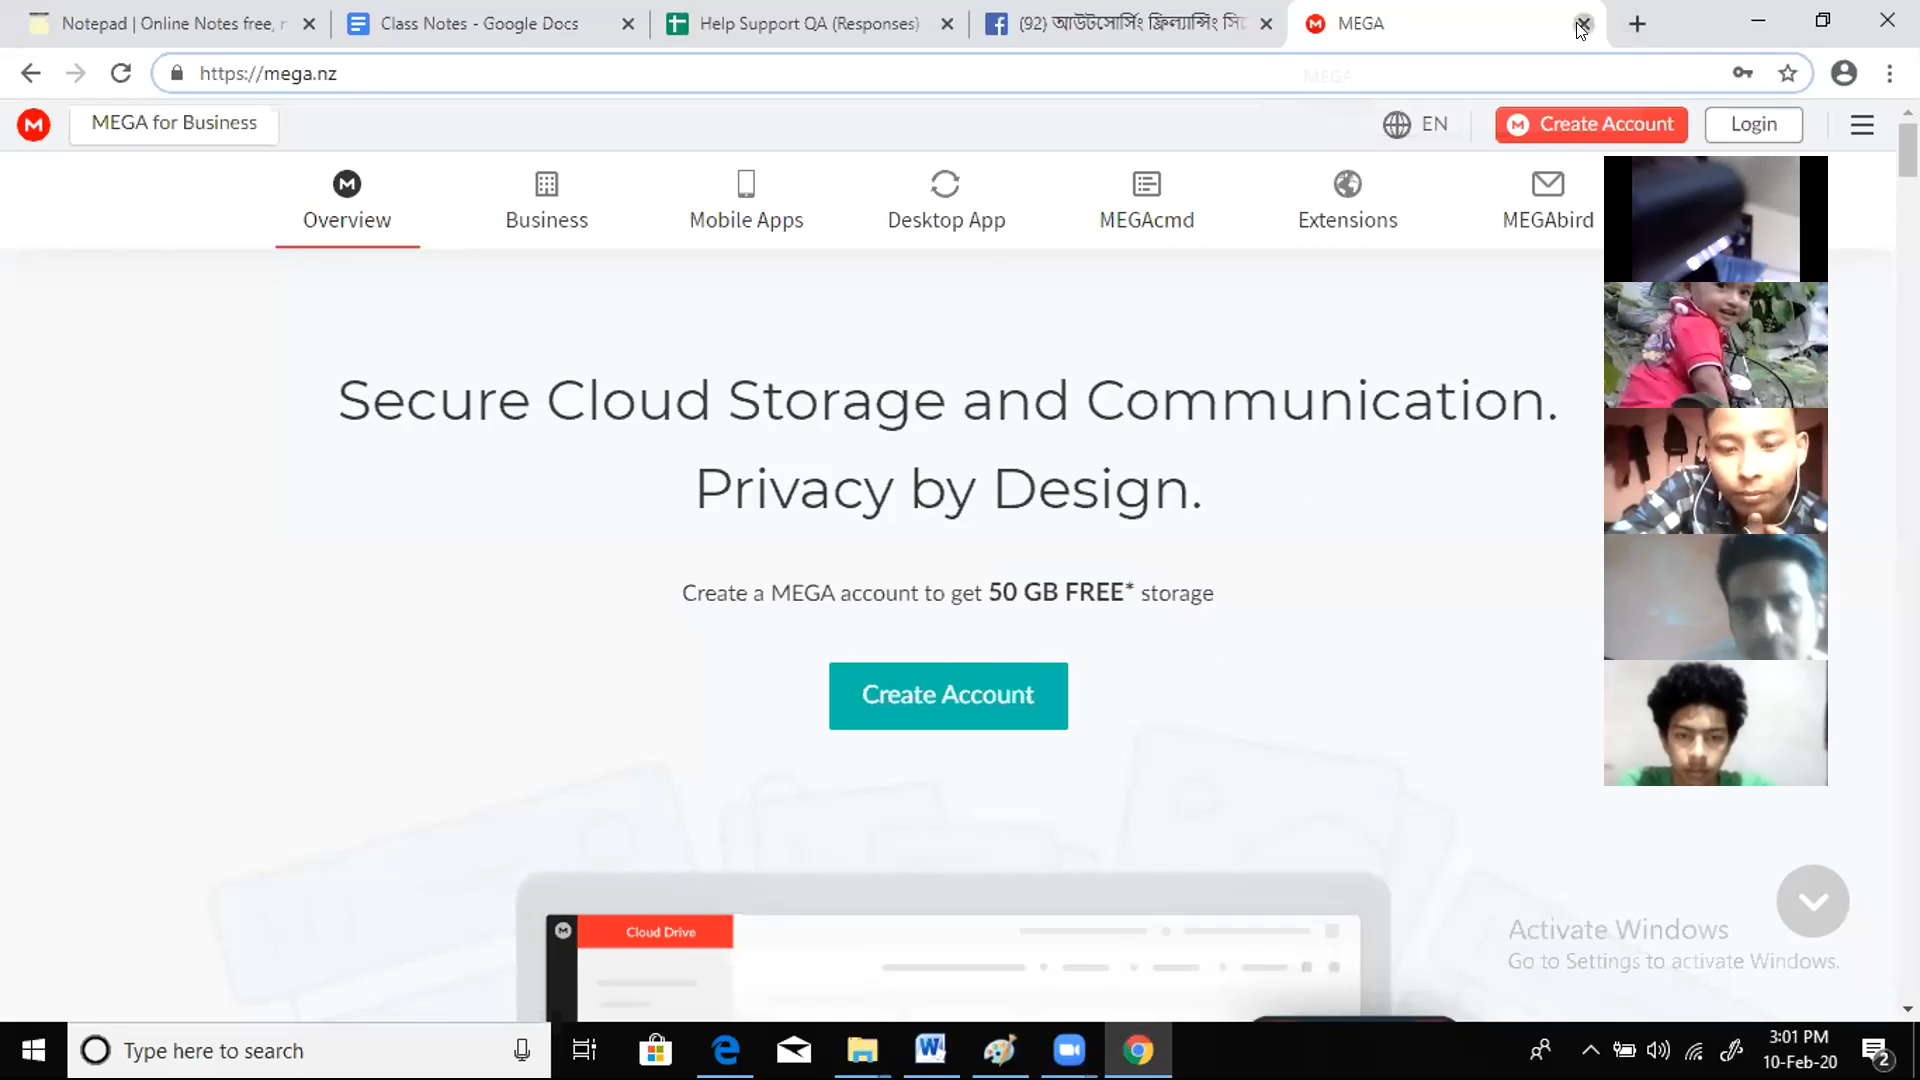 Notepad | Online Notes free, r
Class Notes - Google Docs
Help Support QA (Responses)
(92) আউটসোর্সিং ফ্রিল্যান্সিং সি
MEGA
https://mega.nz
MEGA
MEGA for Business
EN
Create Account
Login
Overview
Business
Mobile Apps
Desktop App
MEGAcmd
Extensions
MEGAbird
Secure Cloud Storage and Communication.
Privacy by Design.
Create a MEGA account to get 50 GB FREE* storage
Create Account
Cloud Drive
Activate Windows
Go to Settings to activate Windows.
Type here to search
3:01 PM
10-Feb-20
2